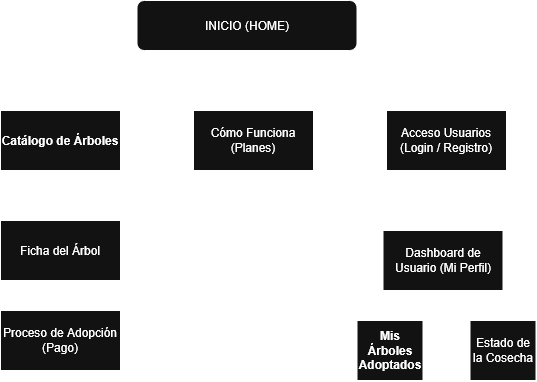 INICIO (HOME)
Catálogo de Árboles
Cómo Funciona
(Planes)
Acceso Usuarios
(Login / Registro)
Ficha del Árbol
Dashboard de
Usuario (Mi Perfil)
Proceso de Adopción
(Pago)
Mis
Árboles
Adoptados
Estado de
la Cosecha